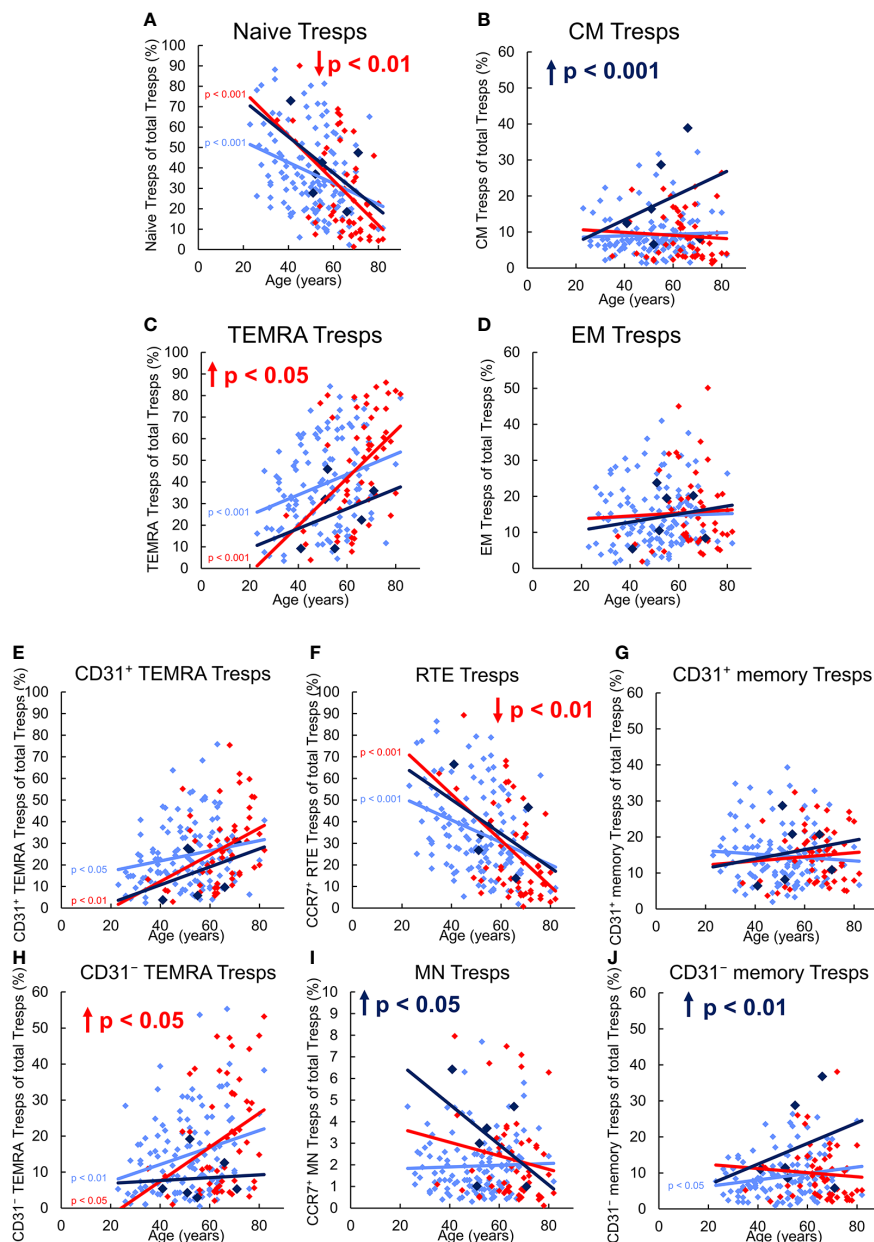 A
Naive Tresps
Naive Tresps of total Tresps (%)
100
90
80
70
60
50
40
30
20
10
0
p < 0.01
p < 0.001
p < 0.001
0 20 40 60 80
Age (years)
B
CM Tresps
CM Tresps of total Tresps (%)
60
50
40
30
20
10
0
p < 0.001
0 20 40 60 80
Age (years)
C
TEMRA Tresps
TEMRA Tresps of total Tresps (%)
100
90
80
70
60
50
40
30
20
10
0
p < 0.05
p < 0.001
p < 0.001
0 20 40 60 80
Age (years)
D
EM Tresps
EM Tresps of total Tresps (%)
60
50
40
30
20
10
0
0 20 40 60 80
Age (years)
E
CD31⁺ TEMRA Tresps
CD31⁺ TEMRA Tresps of total Tresps (%)
100
90
80
70
60
50
40
30
20
10
0
p < 0.05
p < 0.01
0 20 40 60 80
Age (years)
F
RTE Tresps
CCR7⁺ RTE Tresps of total Tresps (%)
100
90
80
70
60
50
40
30
20
10
0
p < 0.01
p < 0.001
p < 0.001
0 20 40 60 80
Age (years)
G
CD31⁺ memory Tresps
CD31⁺ memory Tresps of total Tresps (%)
60
50
40
30
20
10
0
0 20 40 60 80
Age (years)
H
CD31⁻ TEMRA Tresps
CD31⁻ TEMRA Tresps of total Tresps (%)
60
50
40
30
20
10
0
p < 0.05
p < 0.01
p < 0.05
0 20 40 60 80
Age (years)
I
MN Tresps
CCR7⁺ MN Tresps of total Tresps (%)
10
9
8
7
6
5
4
3
2
1
0
p < 0.05
0 20 40 60 80
Age (years)
J
CD31⁻ memory Tresps
CD31⁻ memory Tresps of total Tresps (%)
60
50
40
30
20
10
0
p < 0.01
p < 0.05
0 20 40 60 80
Age (years)